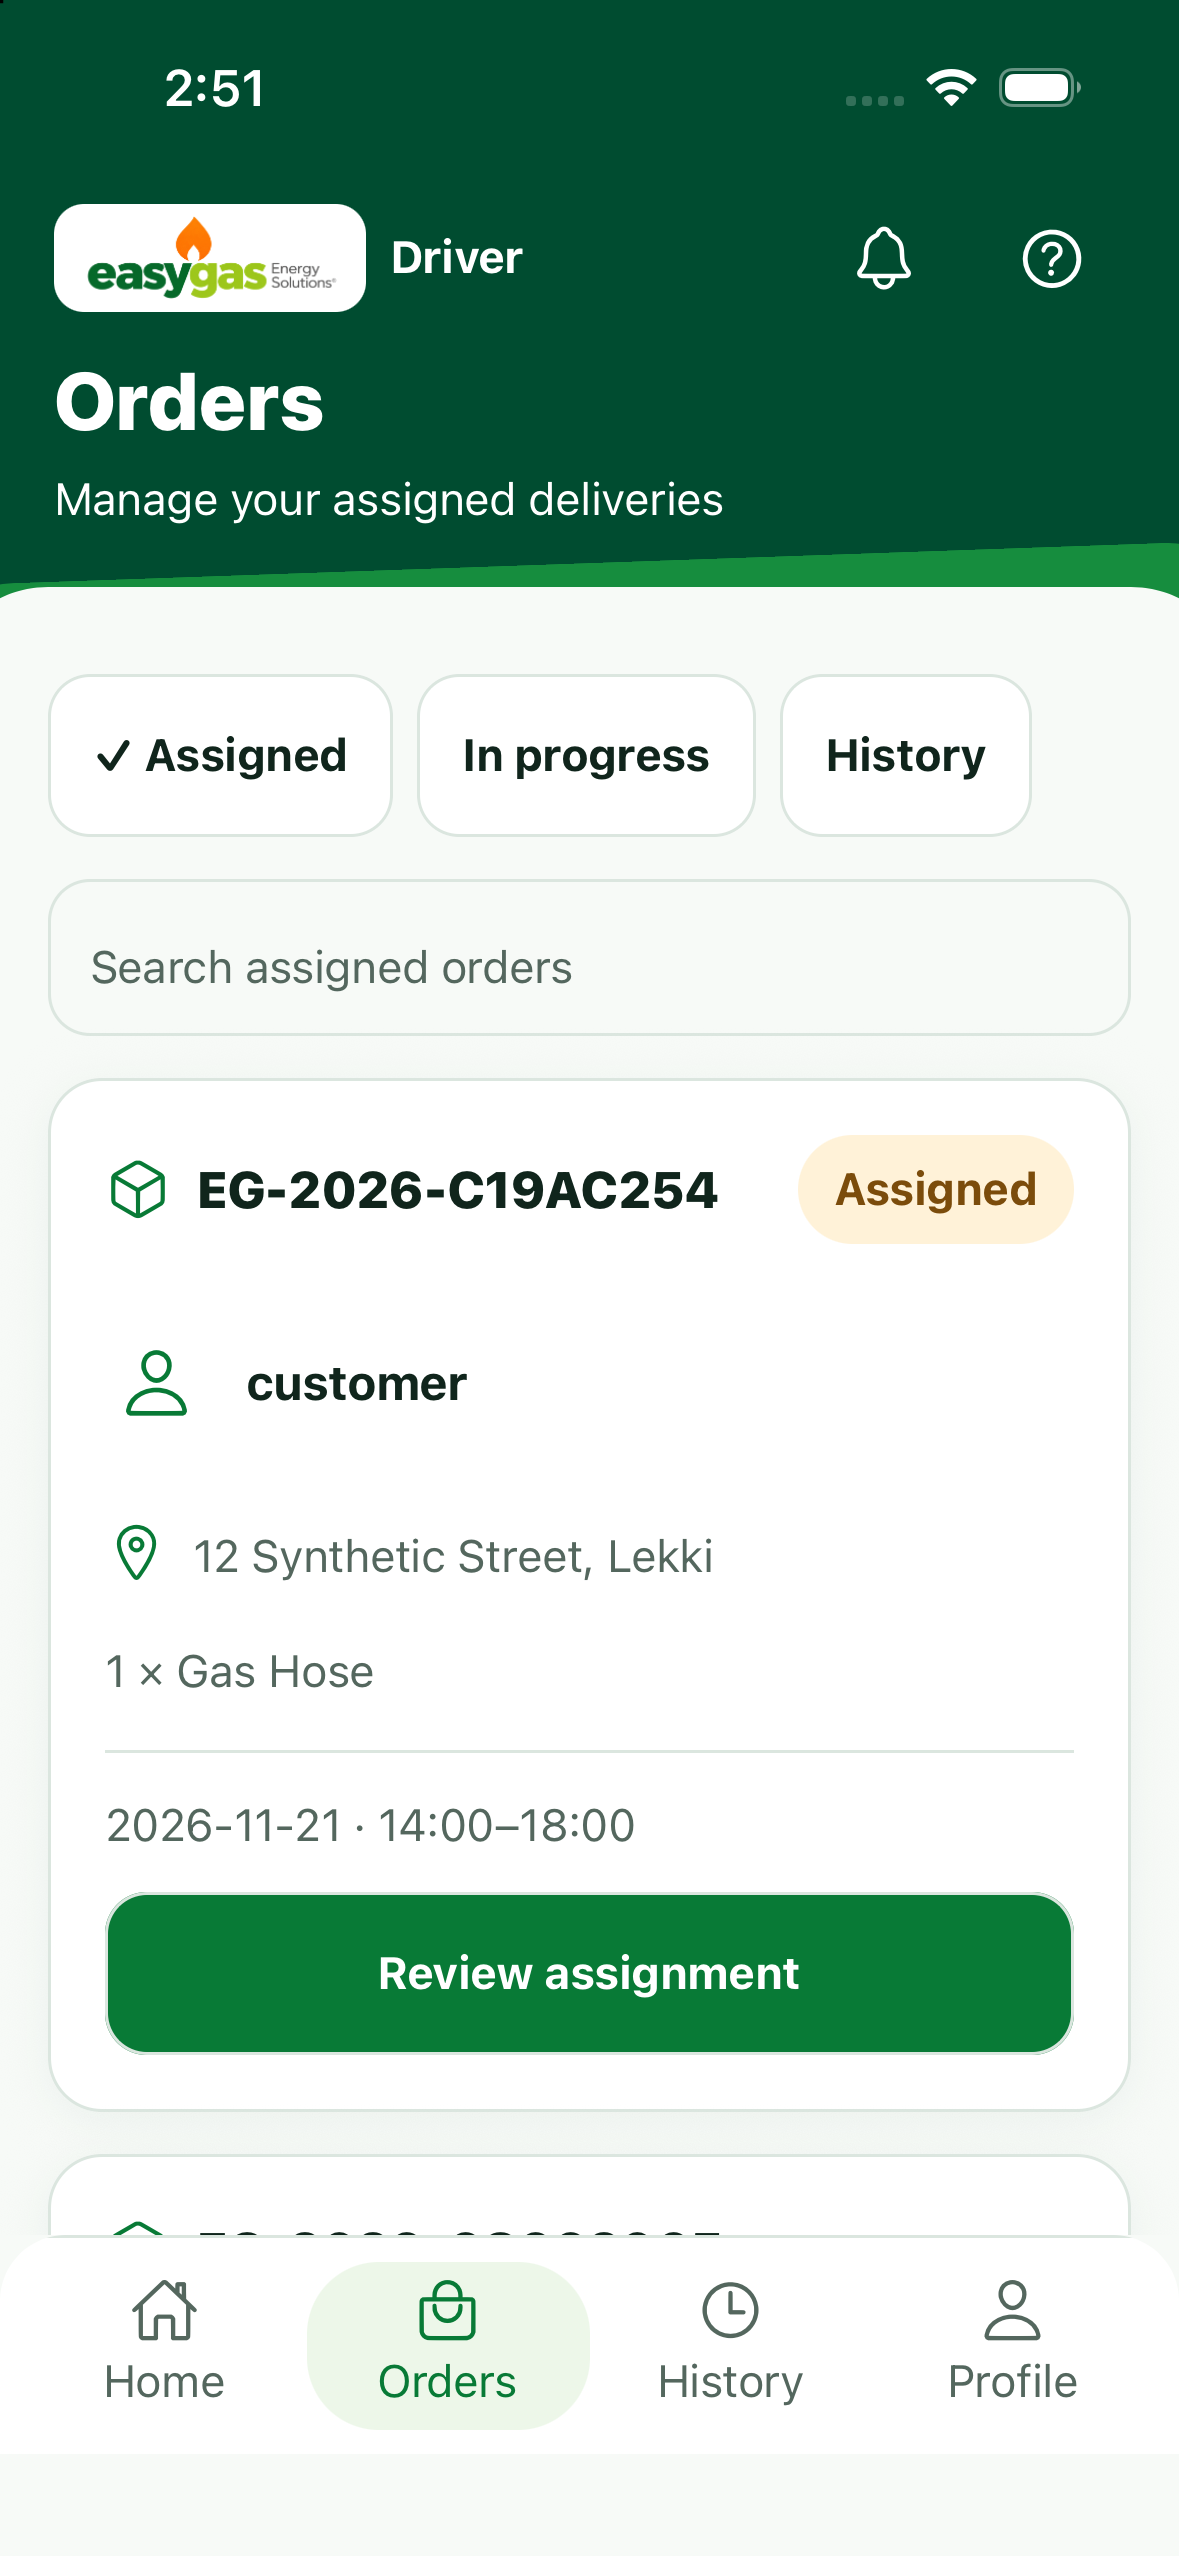 2:51
easygas Energy Solutions
Driver
Orders
Manage your assigned deliveries
✓ Assigned
In progress
History
Search assigned orders
EG-2026-C19AC254
Assigned
customer
12 Synthetic Street, Lekki
1 × Gas Hose
2026-11-21 · 14:00–18:00
Review assignment
Home
Orders
History
Profile